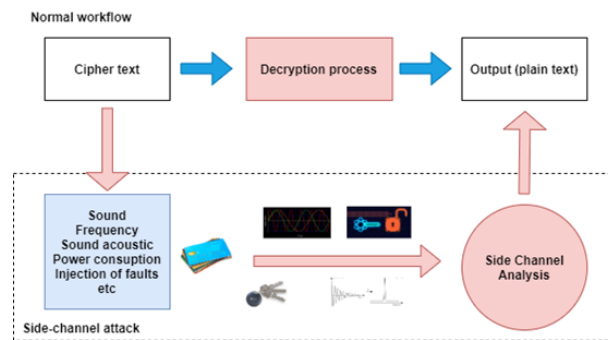 Normal workflow
Cipher text
Decryption process
Output (plain text)
Sound
Frequency
Sound acoustic
Power consuption
Injection of faults
etc
Side Channel
Analysis
Side-channel attack